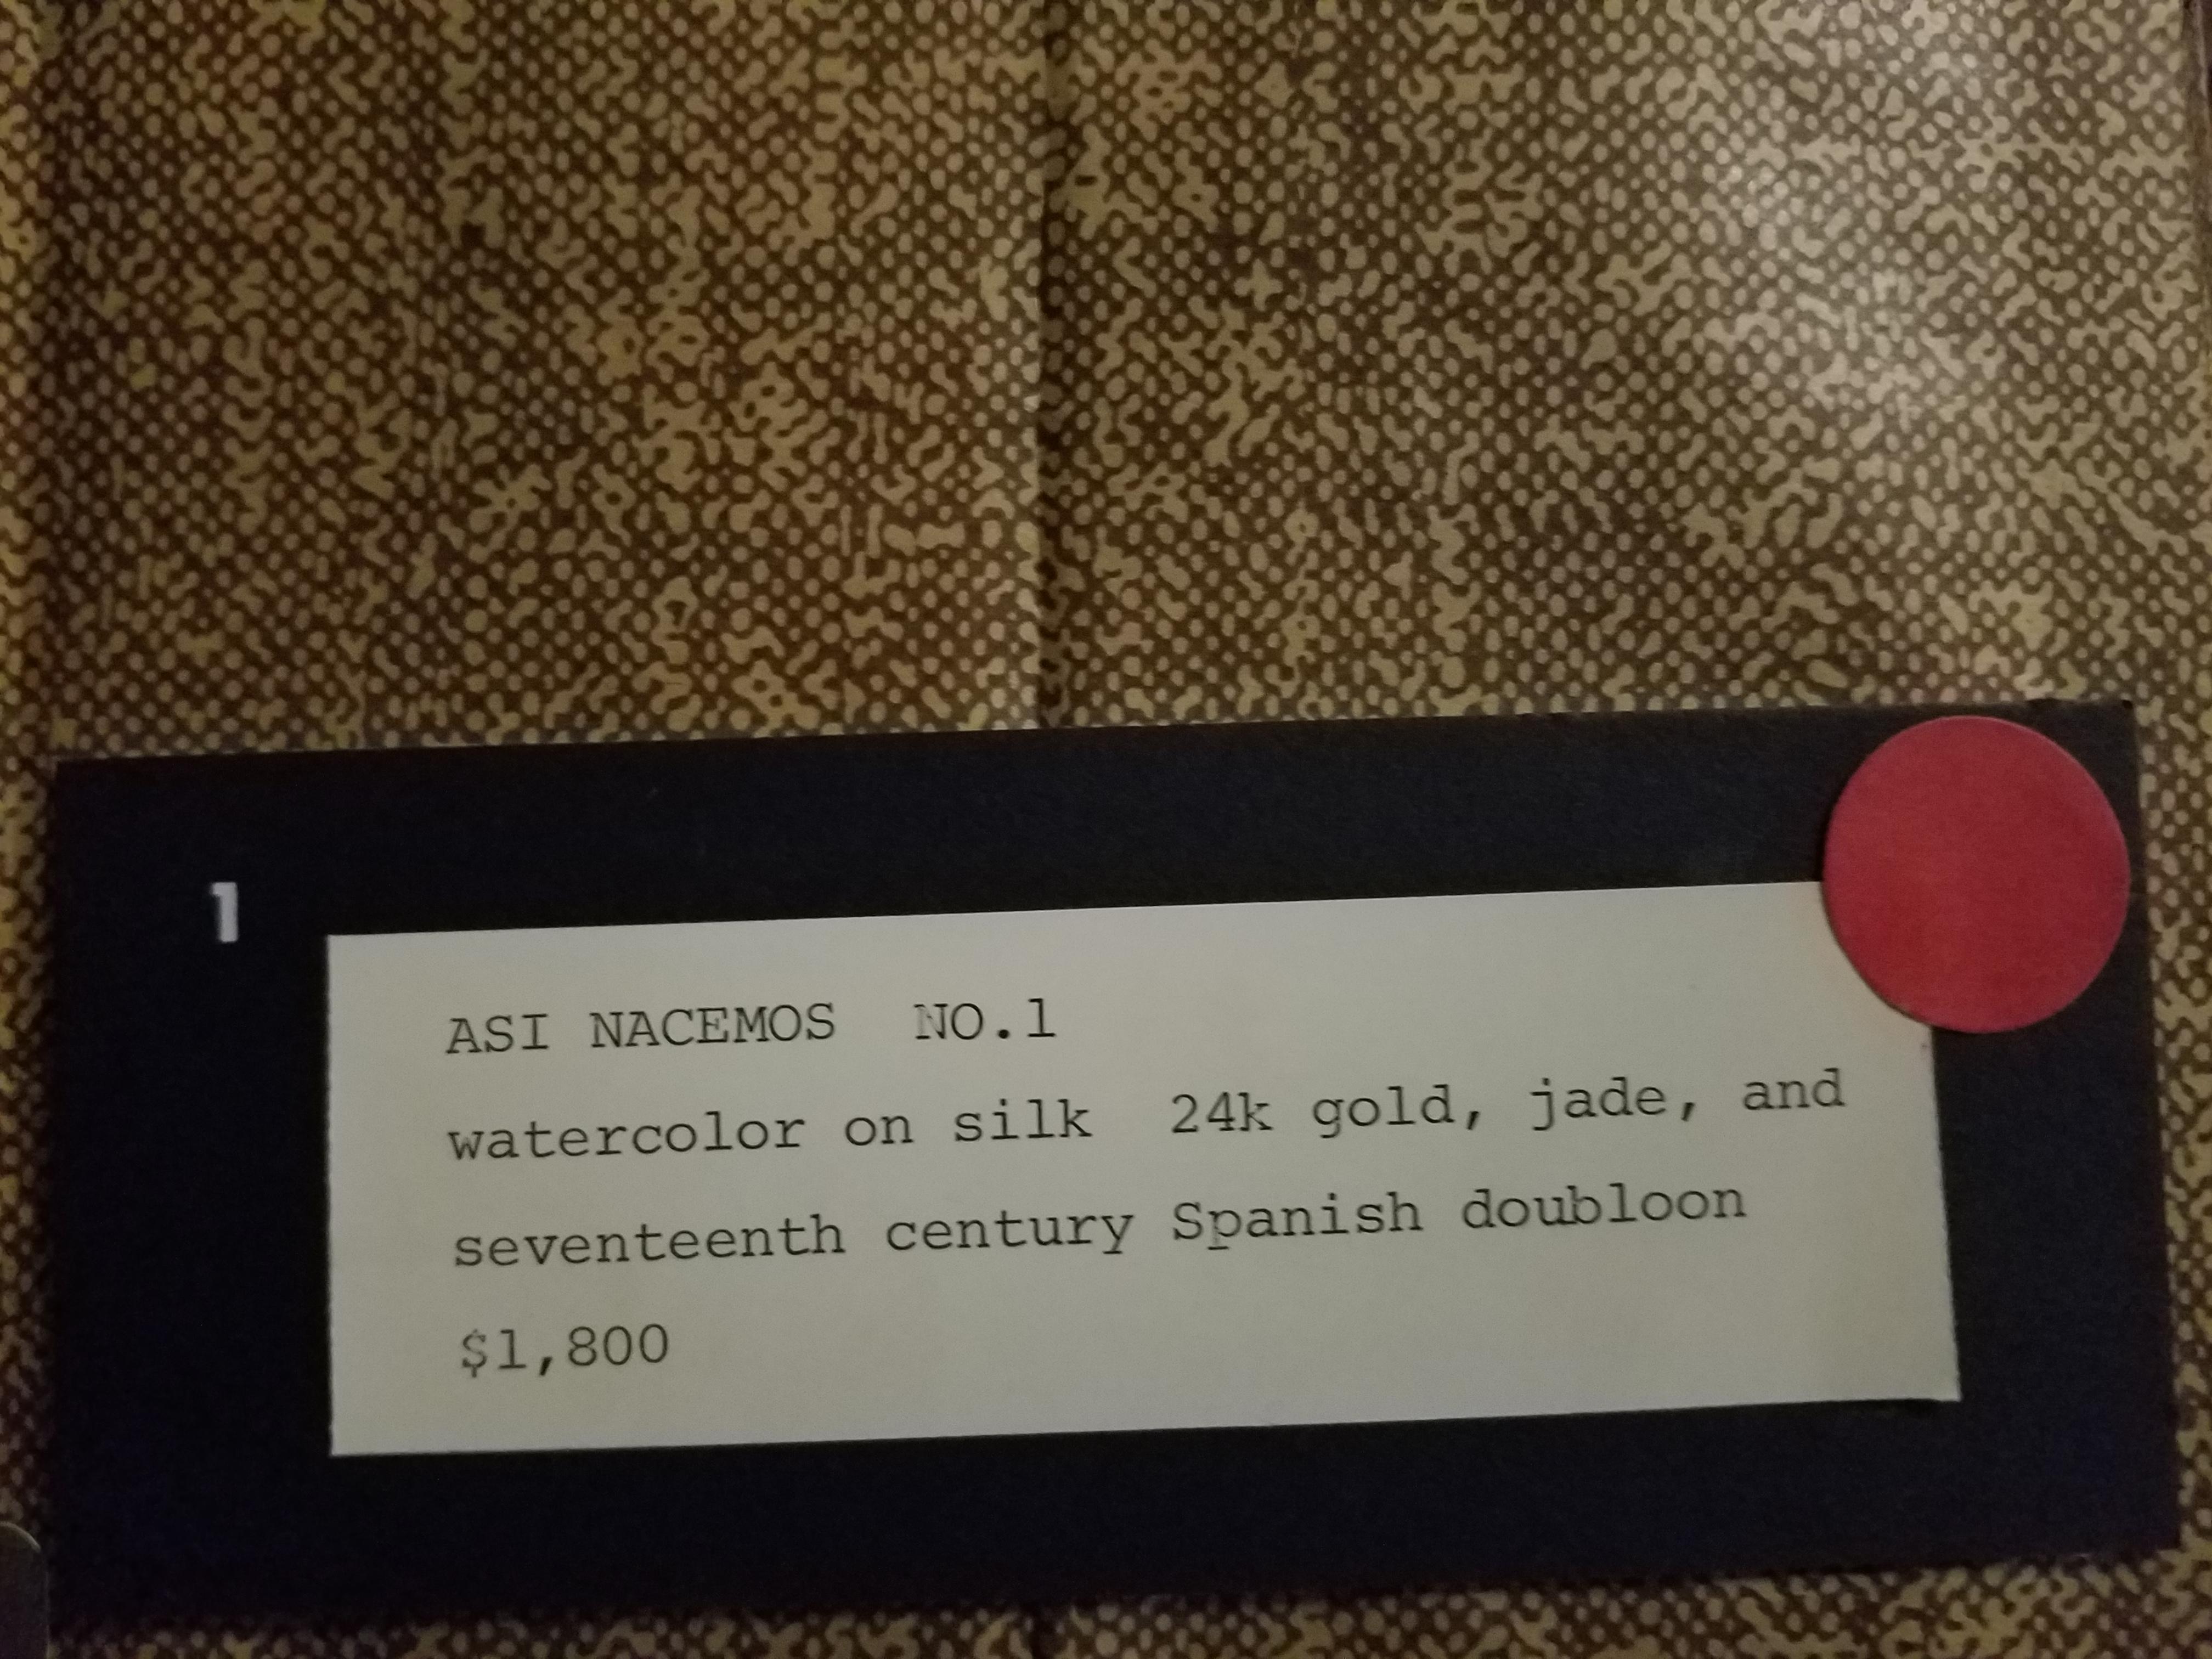 1
ASI NACEMOS  NO.1
watercolor on silk  24k gold, jade, and
seventeenth century Spanish doubloon
$1,800